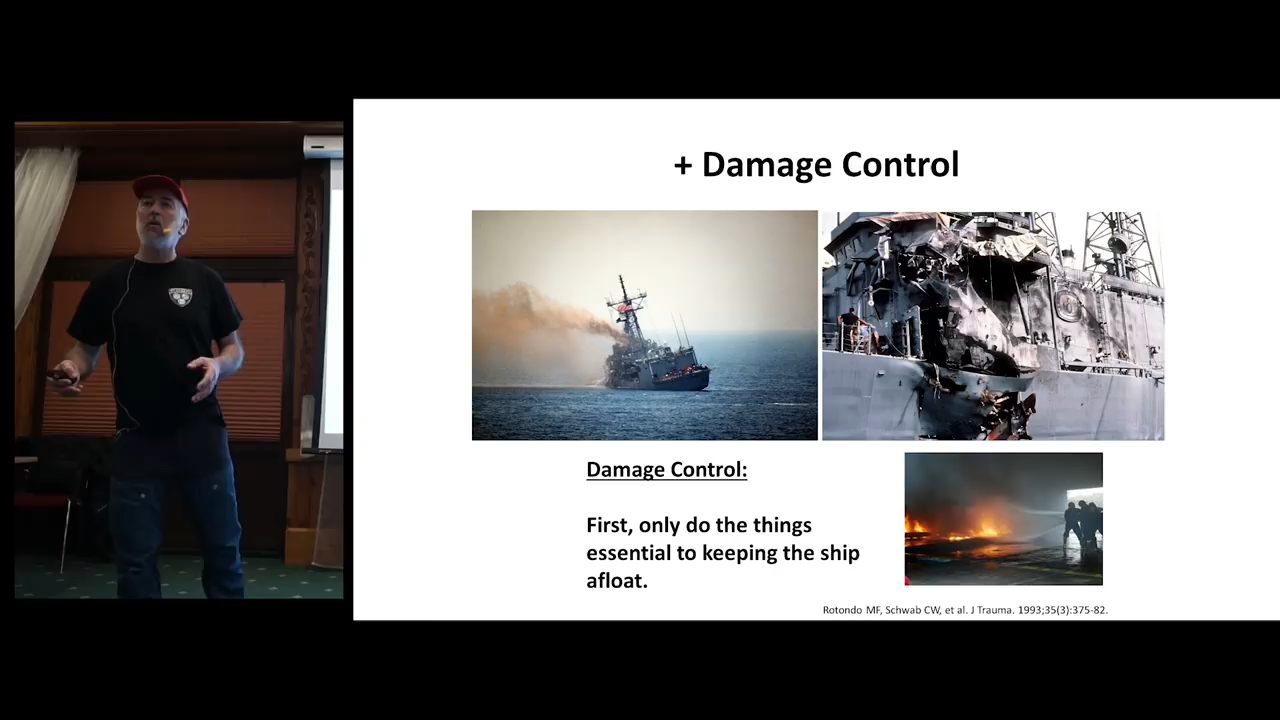 + Damage Control
Damage Control:
First, only do the things
essential to keeping the ship
afloat.
Rotondo MF, Schwab CW, et al. J Trauma. 1993;35(3):375-82.